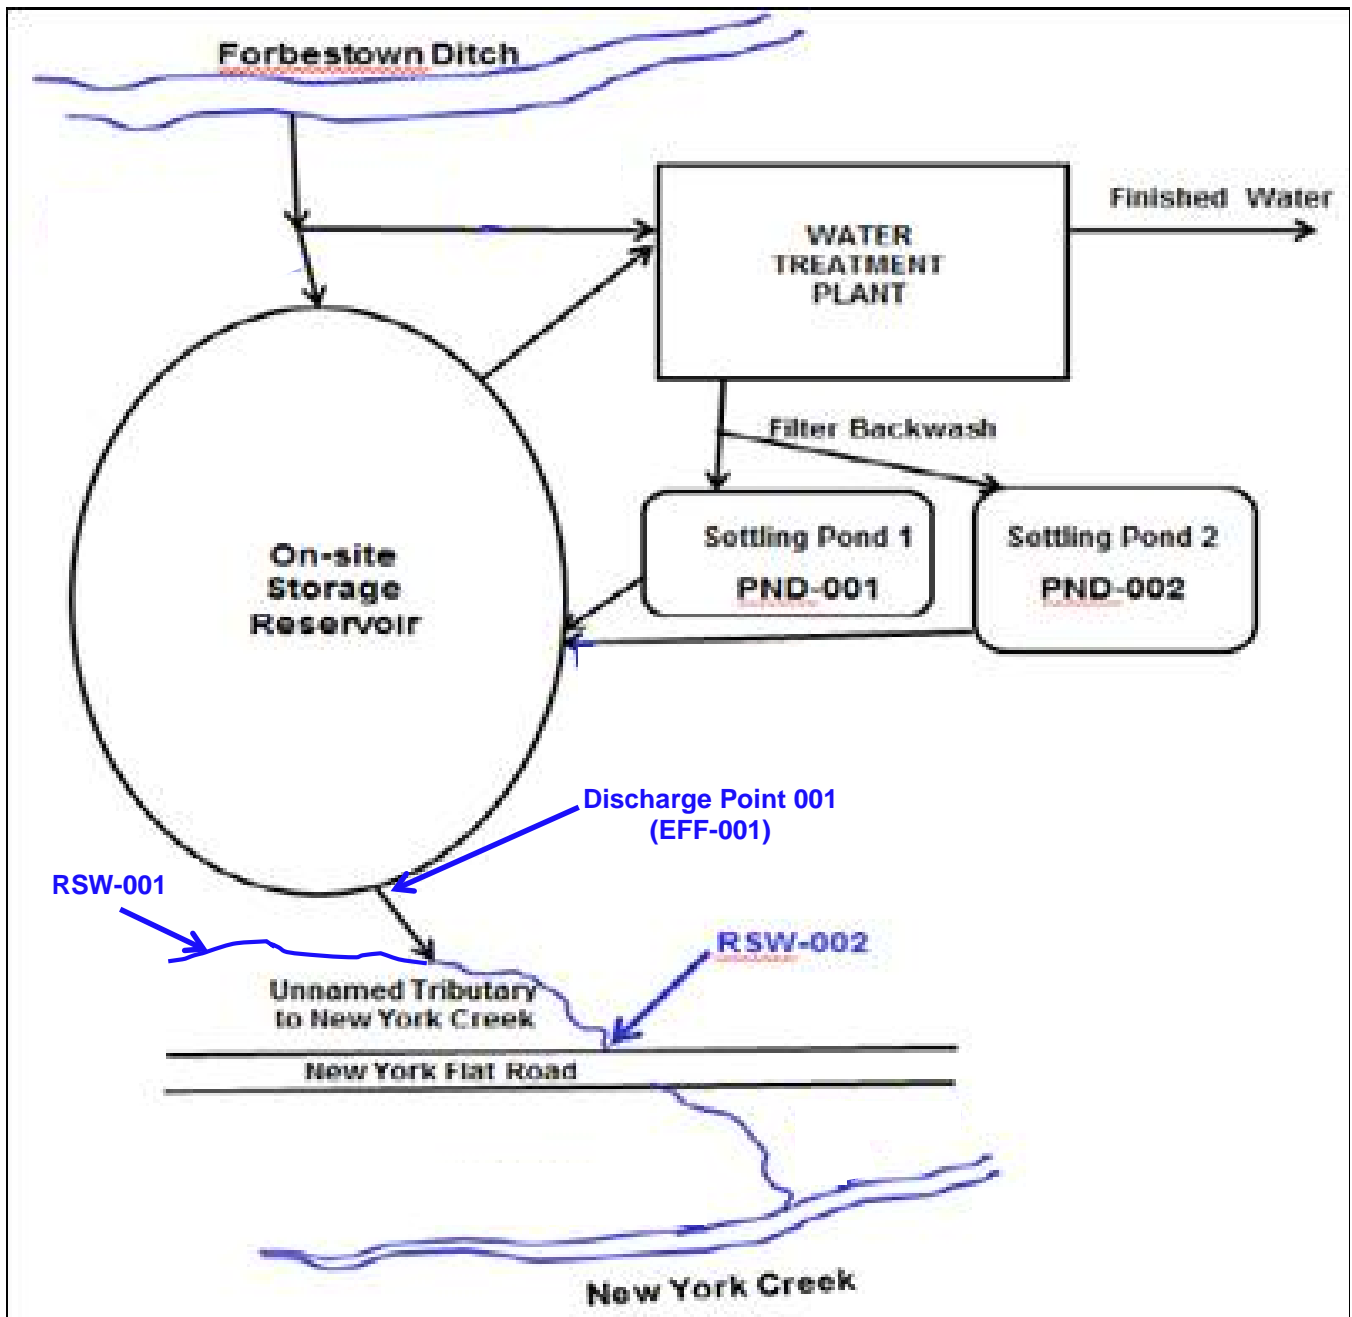 Forbestown Ditch
Finished Water
WATER
TREATMENT
PLANT
Filter Backwash
Sottling Pond 1
PND-001
Sottling Pond 2
PND-002
On-site
Storage
Reservoir
Discharge Point 001
(EFF-001)
RSW-001
RSW-002
Unnamed Tributary
to New York Creek
New York Flat Road
New York Creek